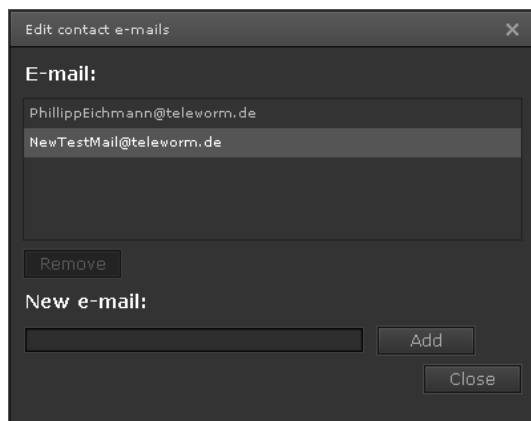 Edit contact e-mails
E-mail:
PhillippEichmann@teleworm.de
NewTestMail@teleworm.de
Remove
New e-mail:
Add
Close